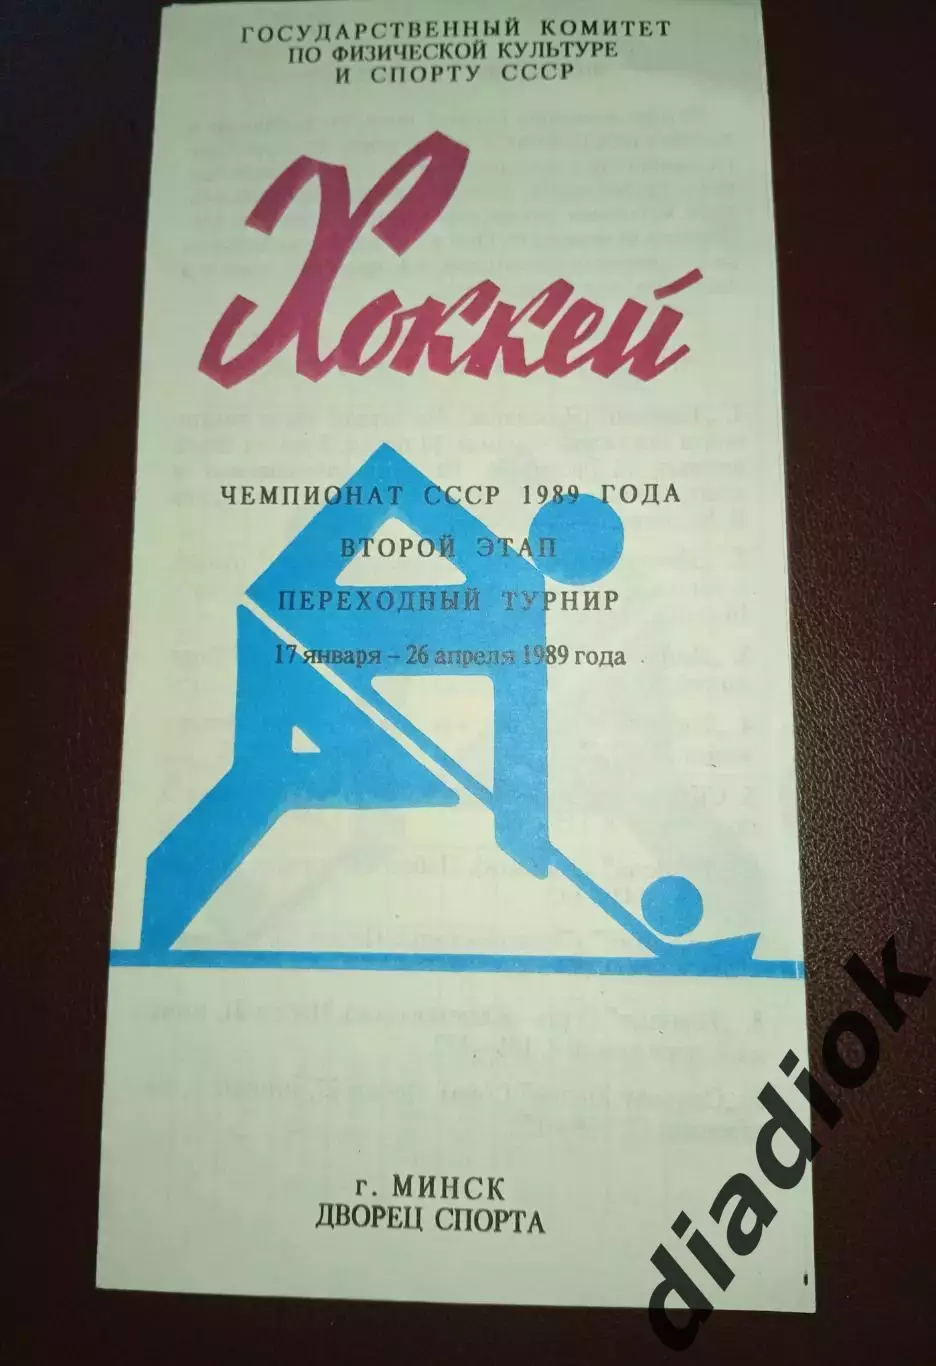 ГОСУДАРСТВЕННЫЙ КОМИТЕТ
ПО ФИЗИЧЕСКОЙ КУЛЬТУРЕ
И СПОРТУ СССР
Хоккей
ЧЕМПИОНАТ СССР 1989 ГОДА
ВТОРОЙ ЭТАП
ПЕРЕХОДНЫЙ ТУРНИР
17 января – 26 апреля 1989 года
г. МИНСК
ДВОРЕЦ СПОРТА
diadiok